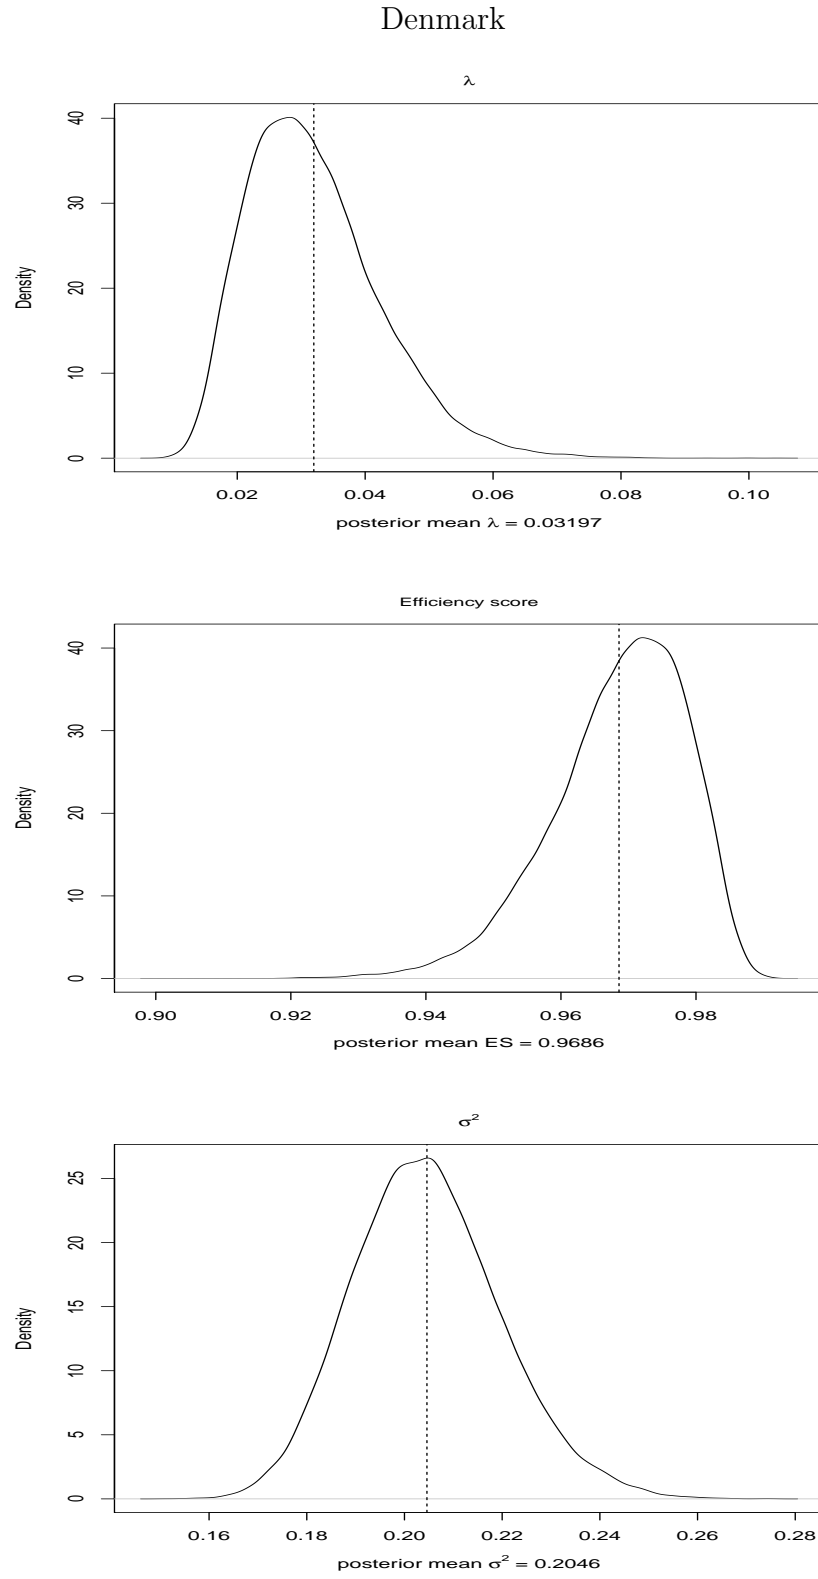 Denmark
λ
Density
40
30
20
10
0
0.02 0.04 0.06 0.08 0.10
posterior mean λ = 0.03197
Efficiency score
Density
40
30
20
10
0
0.90 0.92 0.94 0.96 0.98
posterior mean ES = 0.9686
σ²
Density
25
20
15
10
5
0
0.16 0.18 0.20 0.22 0.24 0.26 0.28
posterior mean σ² = 0.2046